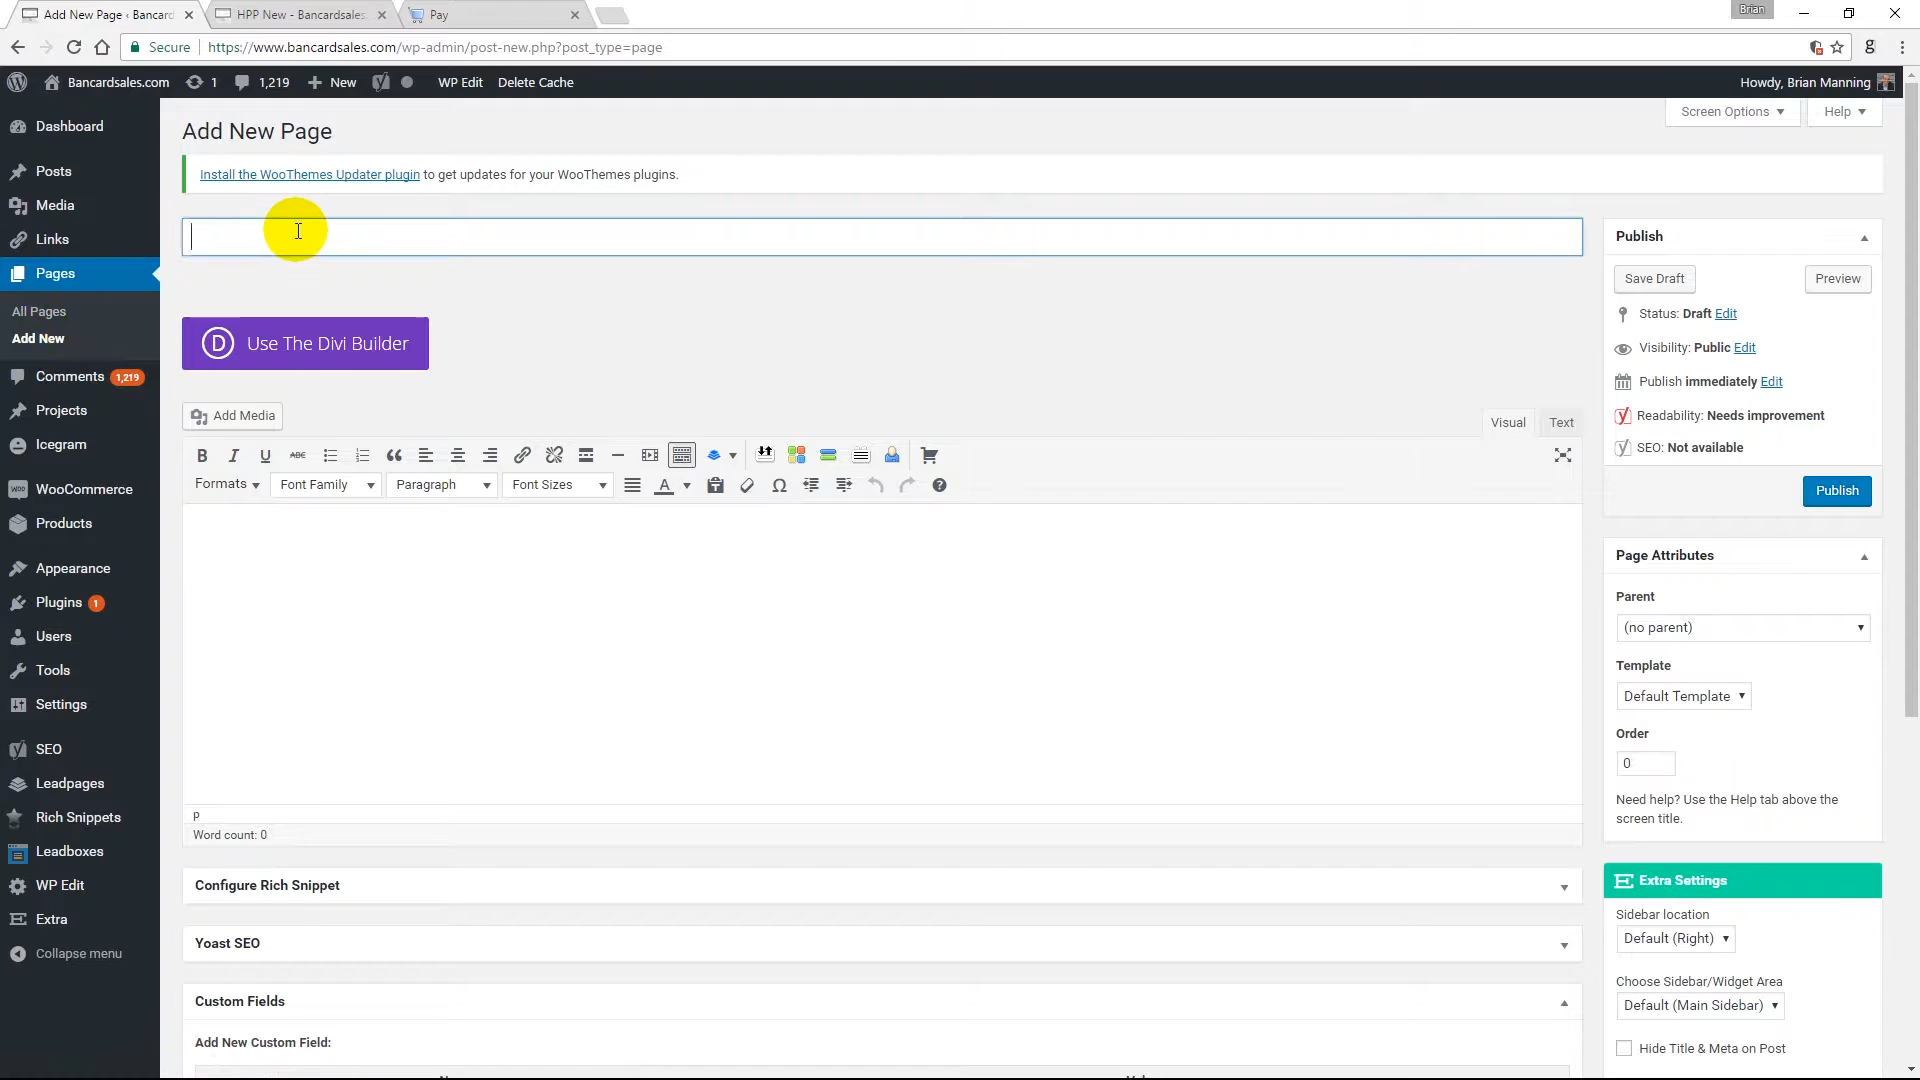 Add New Page ‹ Bancard
HPP New - Bancardsales.
Pay
Brian
Secure
https://www.bancardsales.com/wp-admin/post-new.php?post_type=page
Bancardsales.com
1
1,219
New
WP Edit
Delete Cache
Howdy, Brian Manning
Screen Options
Help
Dashboard
Posts
Media
Links
Pages
All Pages
Add New
Comments 1,219
Projects
Icegram
WooCommerce
Products
Appearance
Plugins 1
Users
Tools
Settings
SEO
Leadpages
Rich Snippets
Leadboxes
WP Edit
Extra
Collapse menu
Add New Page
Install the WooThemes Updater plugin to get updates for your WooThemes plugins.
D Use The Divi Builder
Add Media
Visual
Text
B I U ABC
Formats
Font Family
Paragraph
Font Sizes
A
Ω
p
Word count: 0
Configure Rich Snippet
Yoast SEO
Custom Fields
Add New Custom Field:
Publish
Save Draft
Preview
Status: Draft Edit
Visibility: Public Edit
Publish immediately Edit
Readability: Needs improvement
SEO: Not available
Publish
Page Attributes
Parent
(no parent)
Template
Default Template
Order
0
Need help? Use the Help tab above the
screen title.
Extra Settings
Sidebar location
Default (Right)
Choose Sidebar/Widget Area
Default (Main Sidebar)
Hide Title & Meta on Post